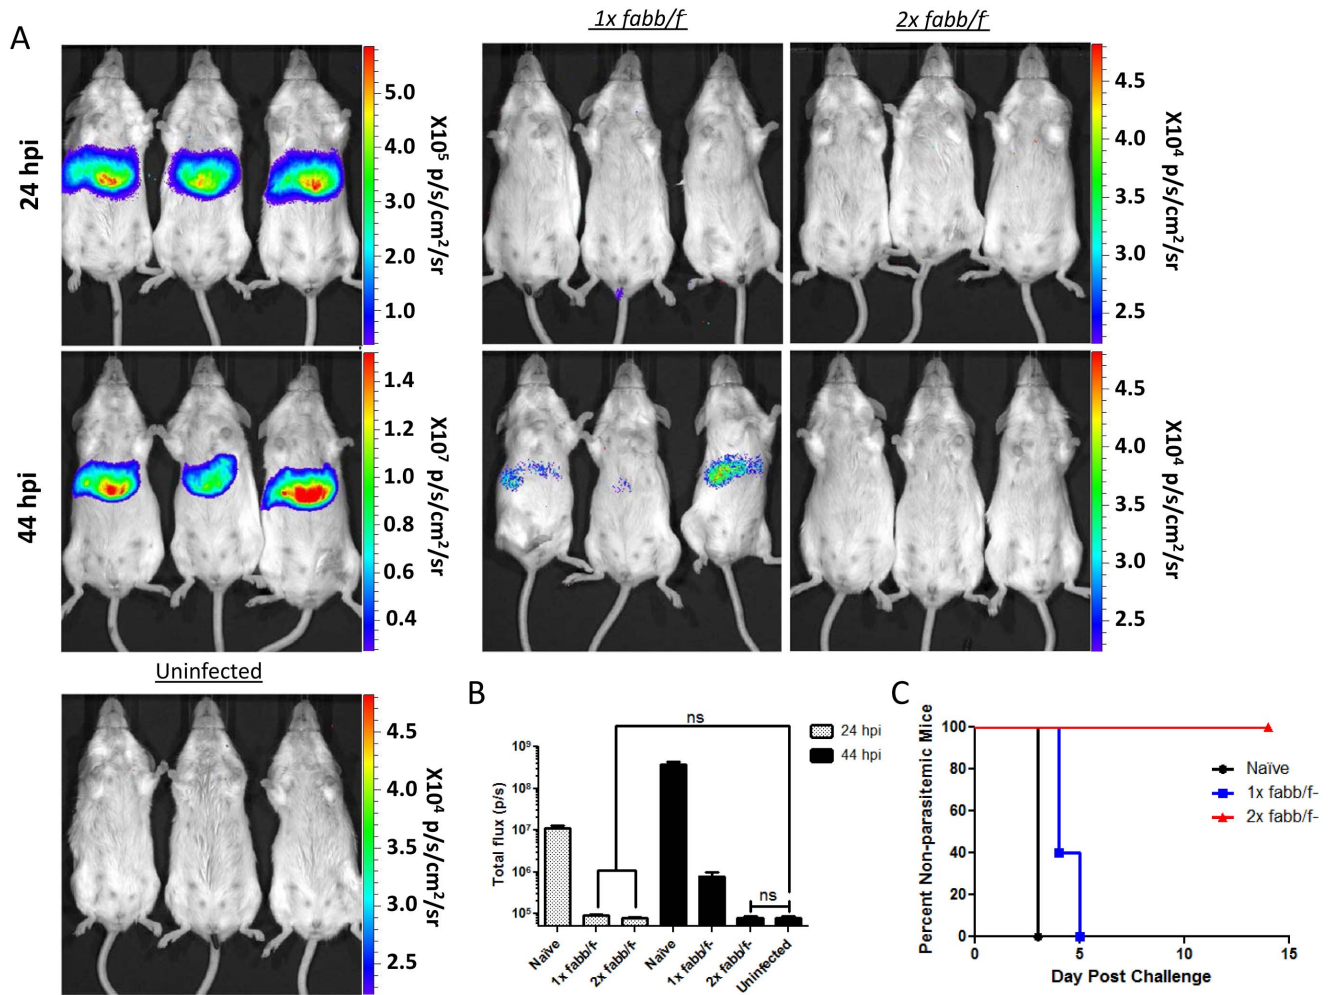 A
1x fabb/f-
2x fabb/f-
24 hpi
5.0
4.0
3.0
2.0
1.0
X10⁵ p/s/cm²/sr
4.5
4.0
3.5
3.0
2.5
X10⁴ p/s/cm²/sr
44 hpi
1.4
1.2
1.0
0.8
0.6
0.4
X10⁷ p/s/cm²/sr
4.5
4.0
3.5
3.0
2.5
X10⁴ p/s/cm²/sr
Uninfected
4.5
4.0
3.5
3.0
2.5
X10⁴ p/s/cm²/sr
B
ns
24 hpi
44 hpi
Total flux (p/s)
10⁹
10⁸
10⁷
10⁶
10⁵
ns
Naïve
1x fabb/f-
2x fabb/f-
Naïve
1x fabb/f-
2x fabb/f-
Uninfected
C
Percent Non-parasitemic Mice
100
80
60
40
20
0
0 5 10 15
Day Post Challenge
Naïve
1x fabb/f-
2x fabb/f-